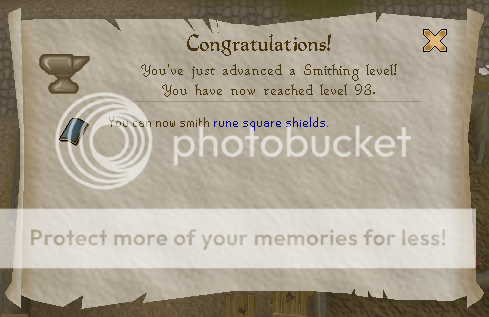 Congratulations!
You've just advanced a Smithing level!
You have now reached level 93.
You can now smith rune square shields.
photobucket
Protect more of your memories for less!